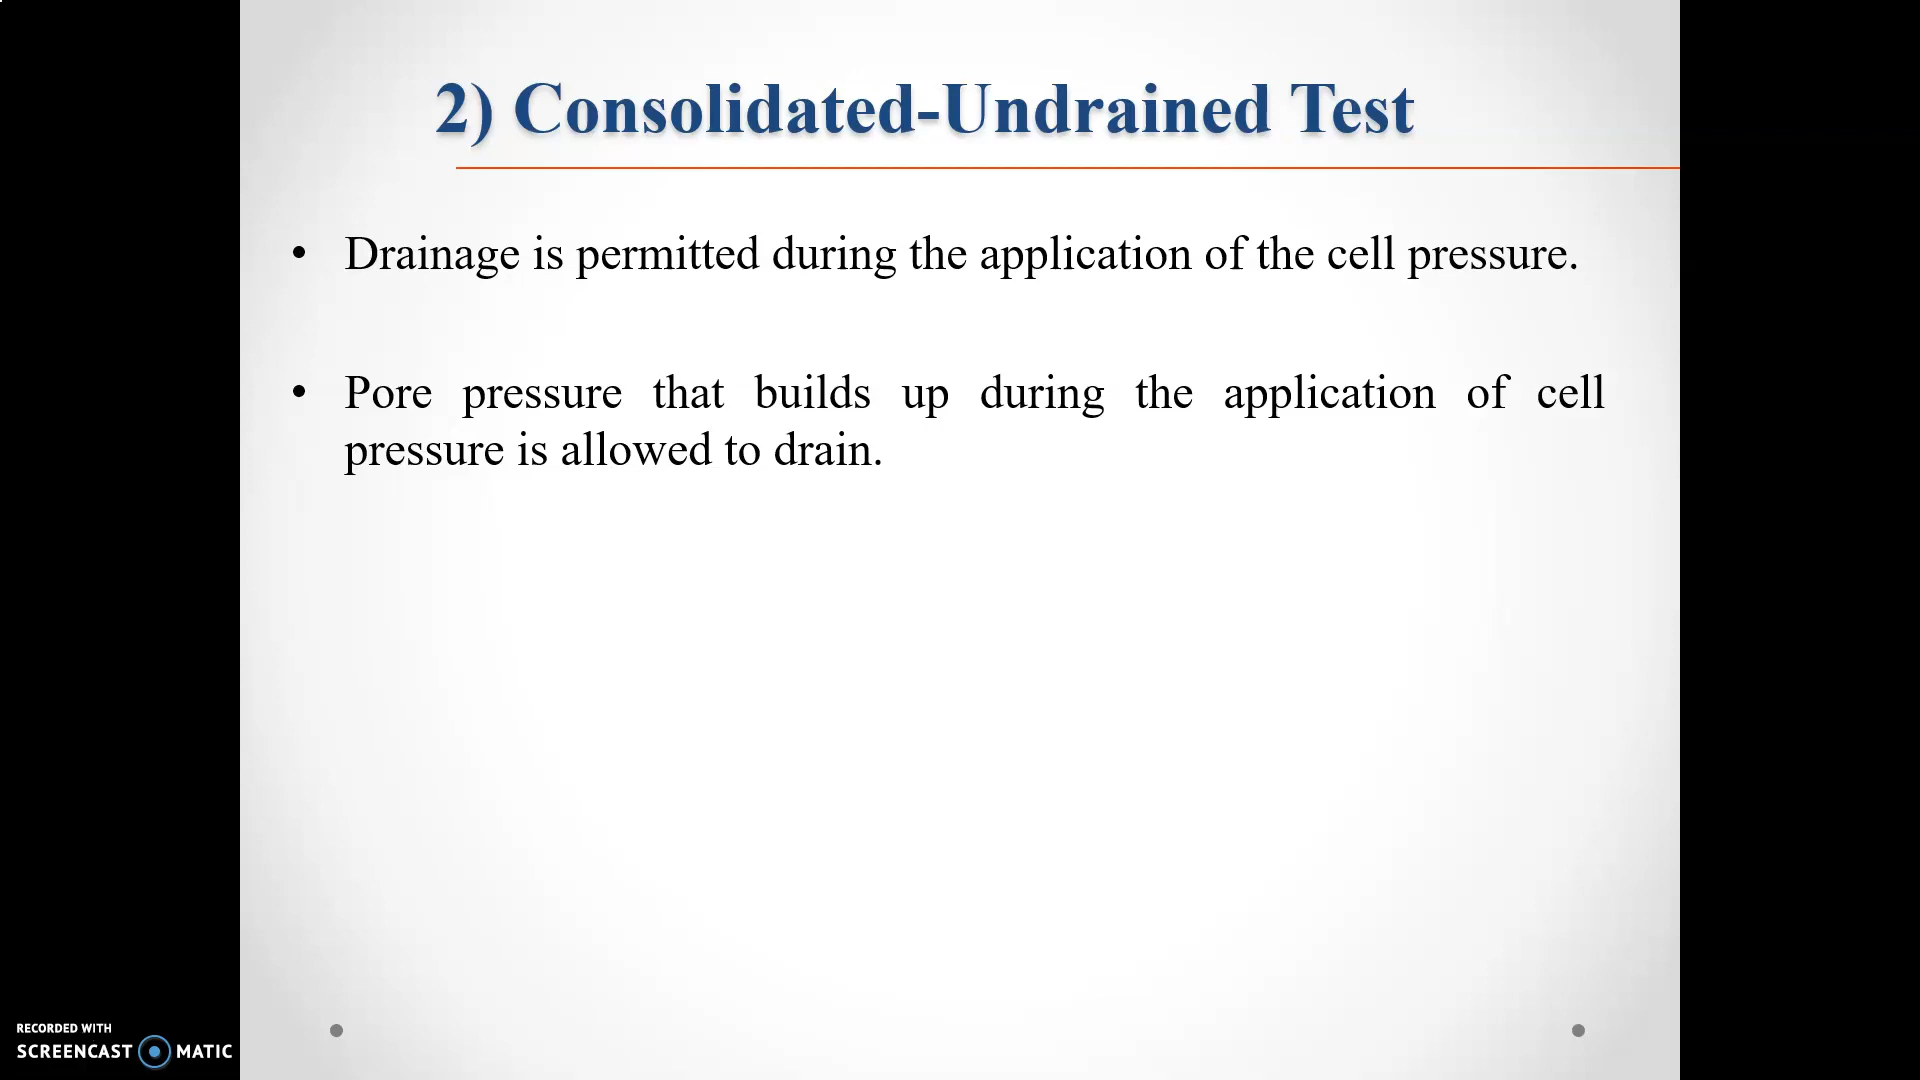 2) Consolidated-Undrained Test
• Drainage is permitted during the application of the cell pressure.
• Pore pressure that builds up during the application of cell
pressure is allowed to drain.
RECORDED WITH
SCREENCAST MATIC